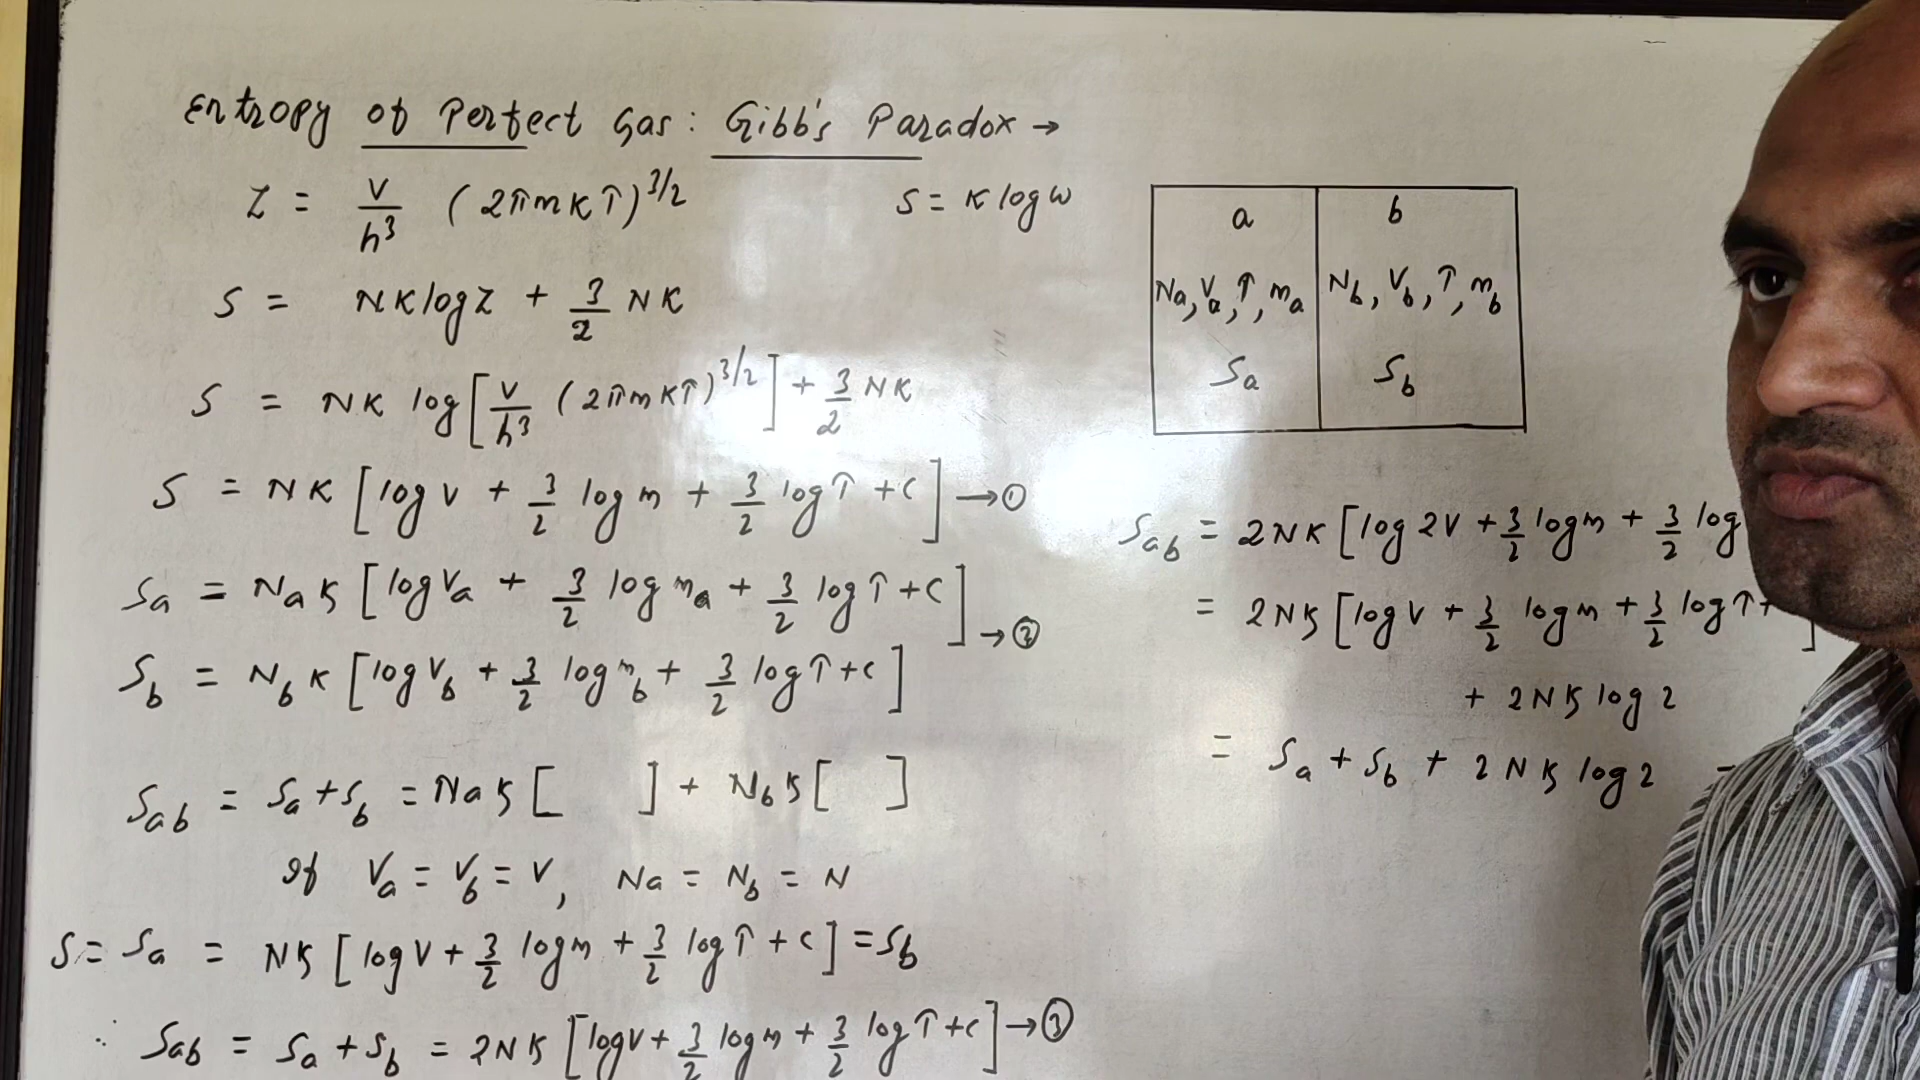 Entropy of Perfect Gas: Gibb's Paradox →
Z = V/h³ (2πmKT)^3/2
S = K log ω
S = NK log Z + 3/2 NK
S = NK log [V/h³ (2πmKT)^3/2] + 3/2 NK
S = NK [log V + 3/2 log m + 3/2 log T + C] → ①
Sa = NaK [log Va + 3/2 log ma + 3/2 log T + C]
→ ②
Sb = NbK [log Vb + 3/2 log mb + 3/2 log T + C]
Sab = Sa + Sb = NaK [ ] + NbK [ ]
If Va = Vb = V, Na = Nb = N
S = Sa = NK [log V + 3/2 log m + 3/2 log T + C] = Sb
∴ Sab = Sa + Sb = 2NK [log V + 3/2 log m + 3/2 log T + C] → ③
a b
Na, Va, T, ma Nb, Vb, T, mb
Sa Sb
Sab = 2NK [log 2V + 3/2 log m + 3/2 log
= 2NK [log V + 3/2 log m + 3/2 log T + ]
+ 2NK log 2
= Sa + Sb + 2NK log 2